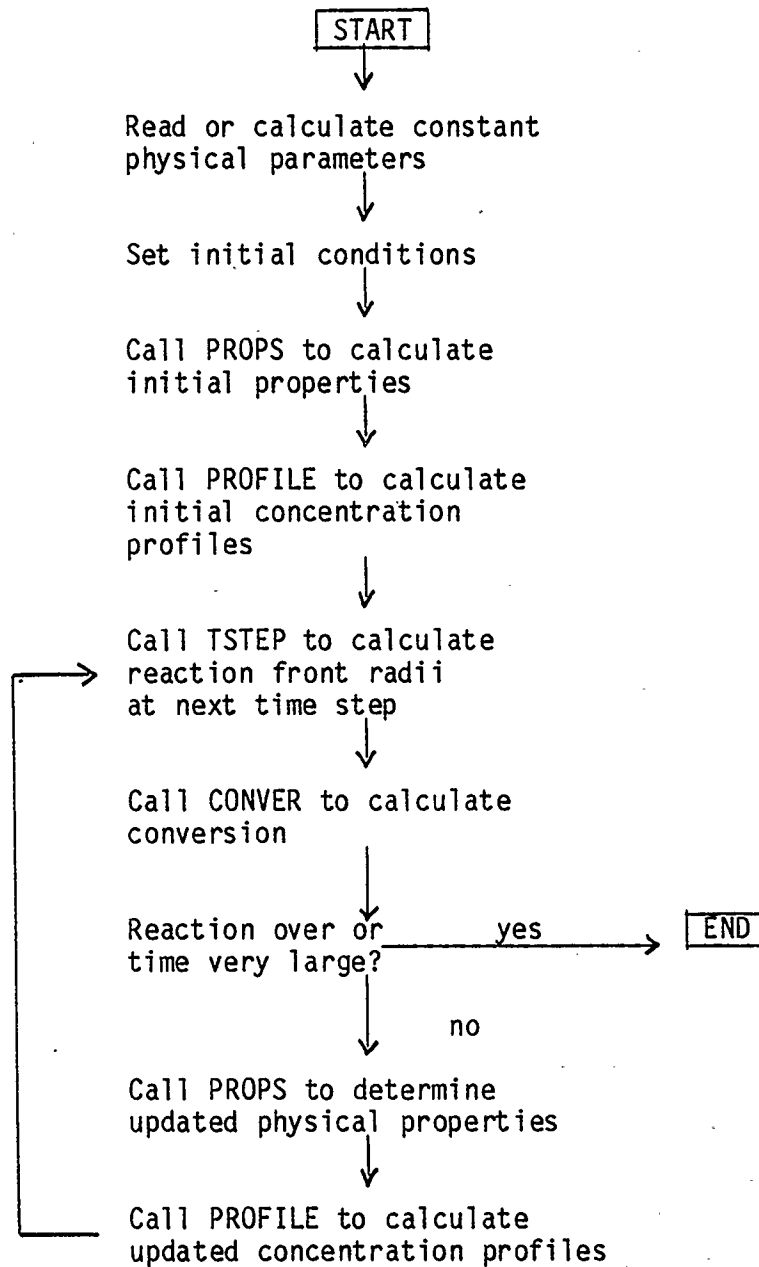 START
Read or calculate constant
physical parameters
Set initial conditions
Call PROPS to calculate
initial properties
Call PROFILE to calculate
initial concentration
profiles
Call TSTEP to calculate
reaction front radii
at next time step
Call CONVER to calculate
conversion
Reaction over or
time very large?
yes
END
no
Call PROPS to determine
updated physical properties
Call PROFILE to calculate
updated concentration profiles